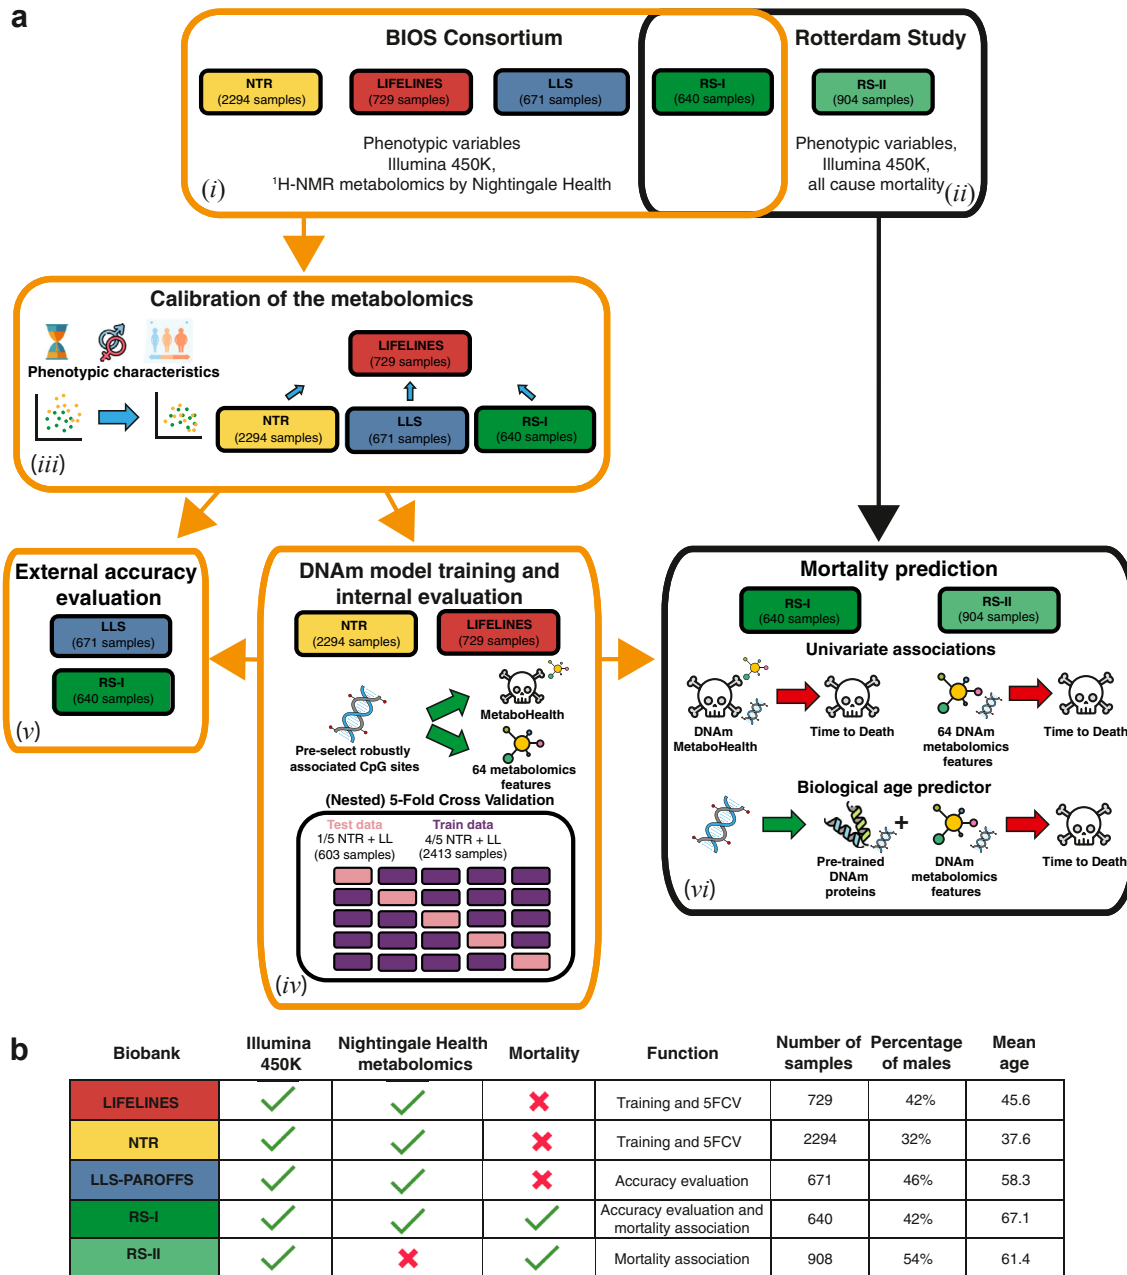 a
BIOS Consortium
Rotterdam Study
NTR
(2294 samples)
LIFELINES
(729 samples)
LLS
(671 samples)
RS-I
(640 samples)
RS-II
(904 samples)
Phenotypic variables
Illumina 450K,
¹H-NMR metabolomics by Nightingale Health
(i)
Phenotypic variables,
Illumina 450K,
all cause mortality
(ii)
Calibration of the metabolomics
Phenotypic characteristics
LIFELINES
(729 samples)
NTR
(2294 samples)
LLS
(671 samples)
RS-I
(640 samples)
(iii)
External accuracy
evaluation
LLS
(671 samples)
RS-I
(640 samples)
(v)
DNAm model training and
internal evaluation
NTR
(2294 samples)
LIFELINES
(729 samples)
MetaboHealth
Pre-select robustly
associated CpG sites
64 metabolomics
features
(Nested) 5-Fold Cross Validation
Test data
1/5 NTR + LL
(603 samples)
Train data
4/5 NTR + LL
(2413 samples)
(iv)
Mortality prediction
RS-I
(640 samples)
RS-II
(904 samples)
Univariate associations
DNAm
MetaboHealth
Time to Death
64 DNAm
metabolomics
features
Time to Death
Biological age predictor
+
Pre-trained
DNAm
proteins
DNAm
metabolomics
features
Time to Death
(vi)
b
Biobank Illumina 450K Nightingale Health metabolomics Mortality Function Number of samples Percentage of males Mean age
LIFELINES Training and 5FCV 729 42% 45.6
NTR Training and 5FCV 2294 32% 37.6
LLS-PAROFFS Accuracy evaluation 671 46% 58.3
RS-I Accuracy evaluation and mortality association 640 42% 67.1
RS-II Mortality association 908 54% 61.4